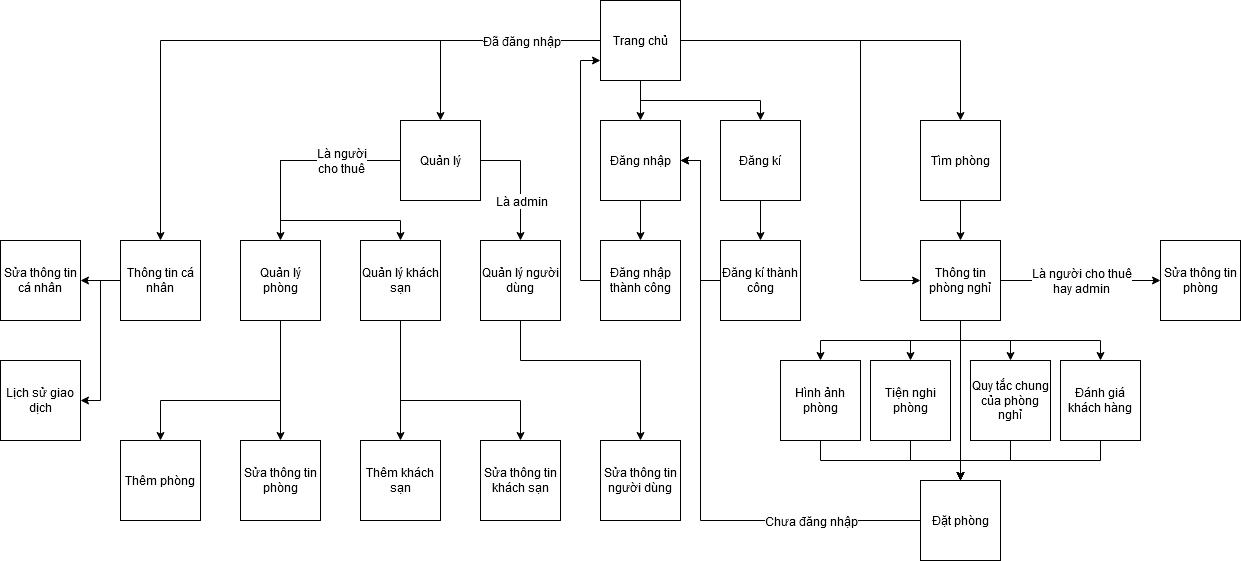 Trang chủ
Đã đăng nhập
Quản lý
Đăng nhập
Đăng kí
Tìm phòng
Là người
cho thuê
Là admin
Sửa thông tin
cá nhân
Thông tin cá
nhân
Quản lý
phòng
Quản lý khách
sạn
Quản lý người
dùng
Đăng nhập
thành công
Đăng kí thành
công
Thông tin
phòng nghỉ
Là người cho thuê
hay admin
Sửa thông tin
phòng
Lịch sử giao
dịch
Hình ảnh
phòng
Tiện nghi
phòng
Quy tắc chung
của phòng
nghỉ
Đánh giá
khách hàng
Thêm phòng
Sửa thông tin
phòng
Thêm khách
sạn
Sửa thông tin
khách sạn
Sửa thông tin
người dùng
Chưa đăng nhập
Đặt phòng